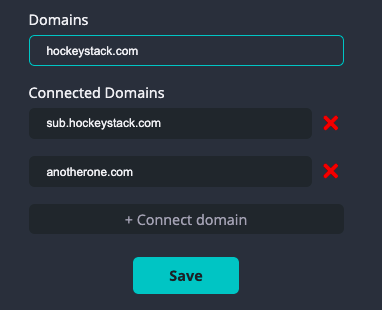 Domains
hockeystack.com
Connected Domains
sub.hockeystack.com
anotherone.com
+ Connect domain
Save